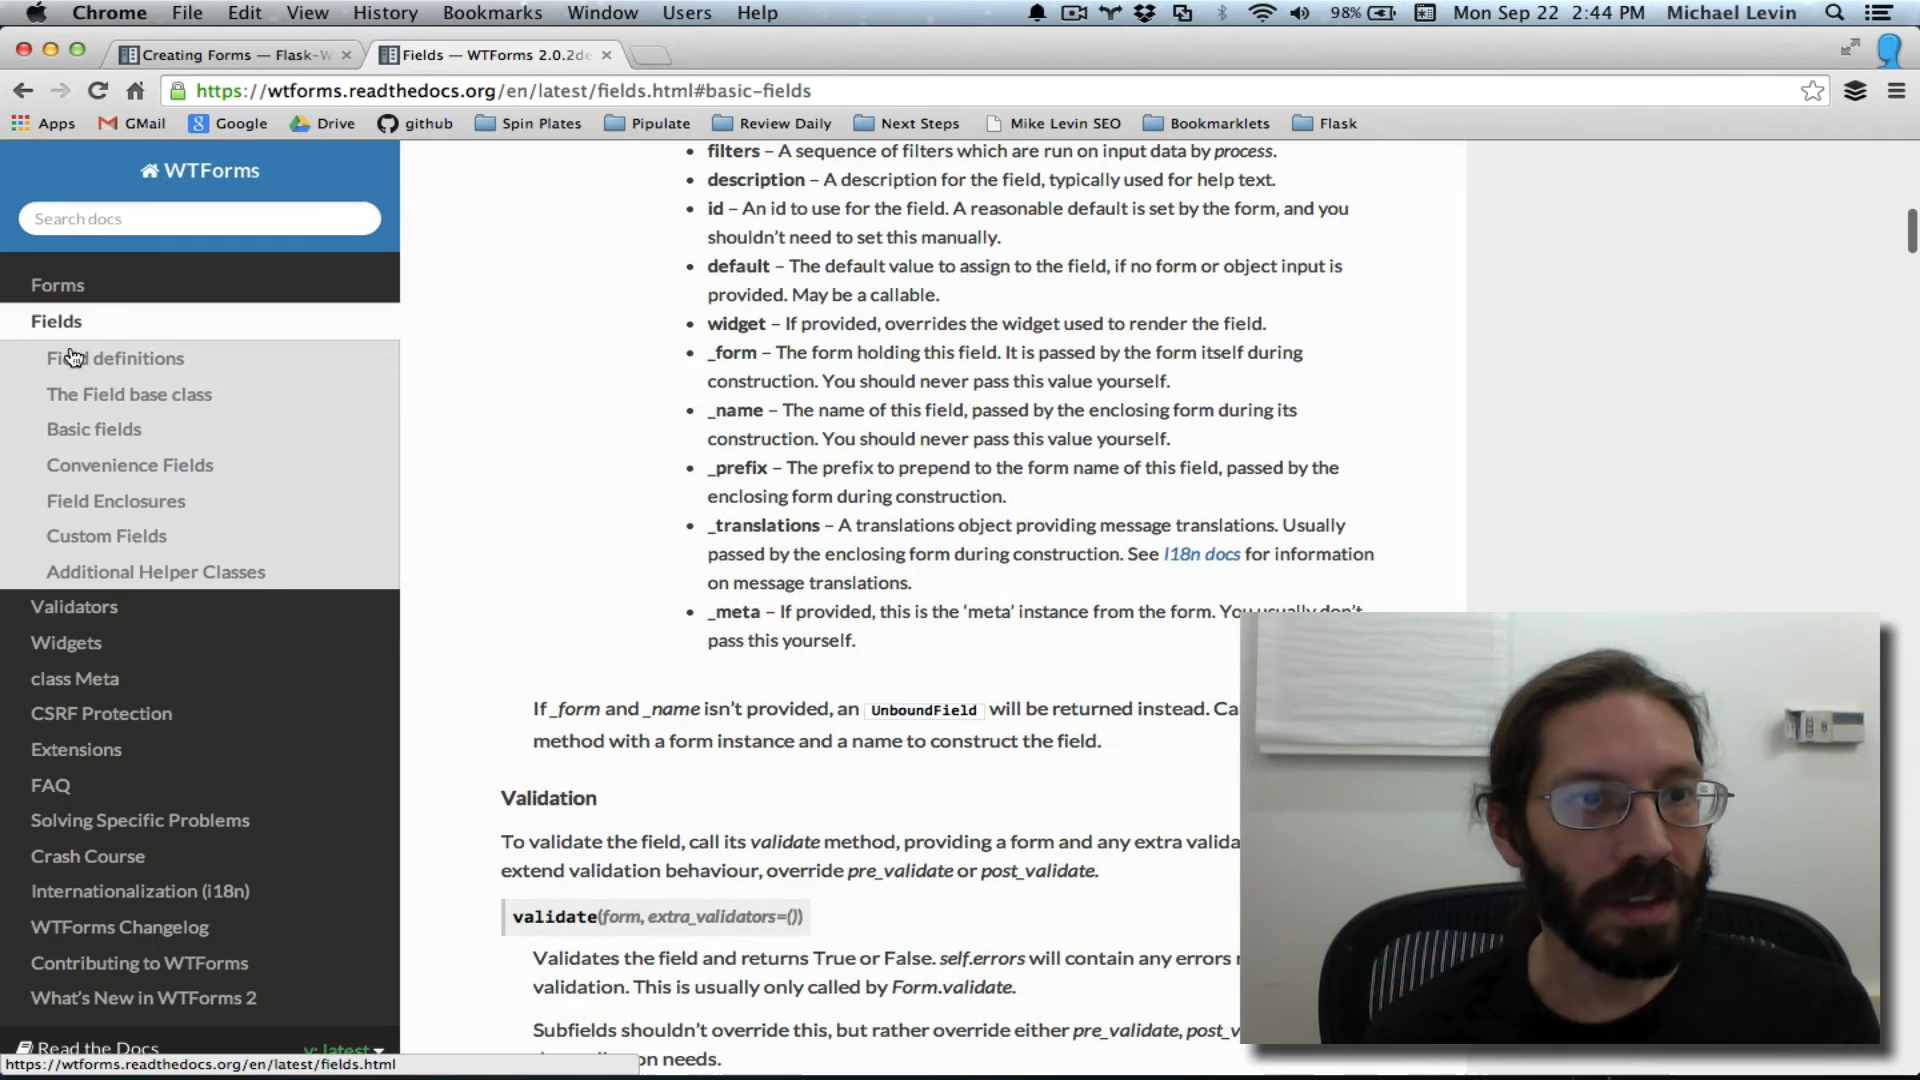 Chrome File Edit View History Bookmarks Window Users Help 98% Mon Sep 22 2:44 PM Michael Levin
Creating Forms — Flask-W × Fields — WTForms 2.0.2de ×
https://wtforms.readthedocs.org/en/latest/fields.html#basic-fields
Apps GMail Google Drive github Spin Plates Pipulate Review Daily Next Steps Mike Levin SEO Bookmarklets Flask
WTForms
Search docs
Forms
Fields
Field definitions
The Field base class
Basic fields
Convenience Fields
Field Enclosures
Custom Fields
Additional Helper Classes
Validators
Widgets
class Meta
CSRF Protection
Extensions
FAQ
Solving Specific Problems
Crash Course
Internationalization (i18n)
WTForms Changelog
Contributing to WTForms
What's New in WTForms 2
Read the Docs v: latest
https://wtforms.readthedocs.org/en/latest/fields.html
• filters – A sequence of filters which are run on input data by process.
• description – A description for the field, typically used for help text.
• id – An id to use for the field. A reasonable default is set by the form, and you
shouldn't need to set this manually.
• default – The default value to assign to the field, if no form or object input is
provided. May be a callable.
• widget – If provided, overrides the widget used to render the field.
• _form – The form holding this field. It is passed by the form itself during
construction. You should never pass this value yourself.
• _name – The name of this field, passed by the enclosing form during its
construction. You should never pass this value yourself.
• _prefix – The prefix to prepend to the form name of this field, passed by the
enclosing form during construction.
• _translations – A translations object providing message translations. Usually
passed by the enclosing form during construction. See I18n docs for information
on message translations.
• _meta – If provided, this is the 'meta' instance from the form. You usually don't
pass this yourself.
If _form and _name isn't provided, an UnboundField will be returned instead. Ca
method with a form instance and a name to construct the field.
Validation
To validate the field, call its validate method, providing a form and any extra valida
extend validation behaviour, override pre_validate or post_validate.
validate(form, extra_validators=())
Validates the field and returns True or False. self.errors will contain any errors
validation. This is usually only called by Form.validate.
Subfields shouldn't override this, but rather override either pre_validate, post_v
on needs.